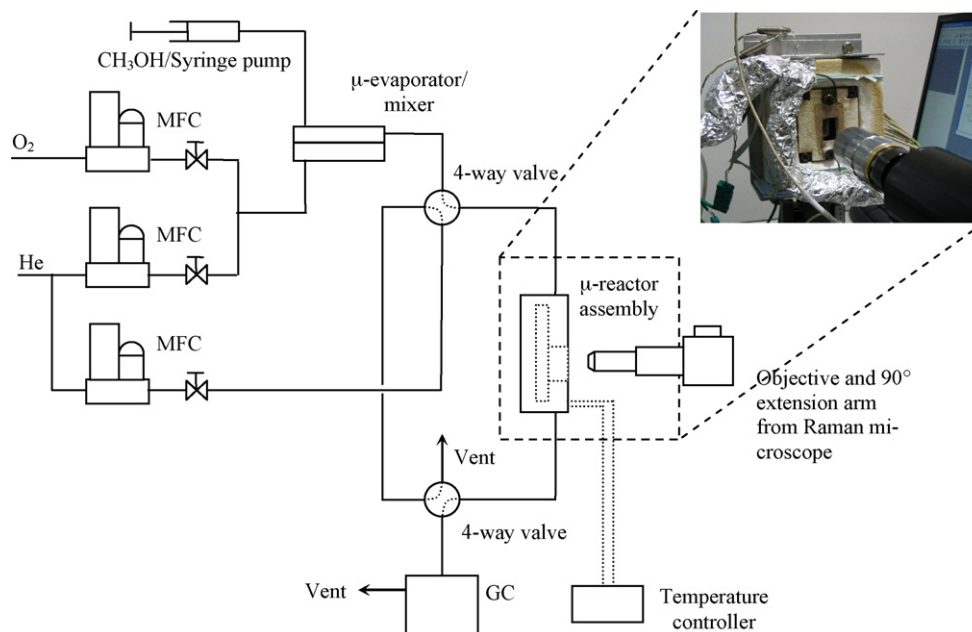 CH₃OH/Syringe pump
μ-evaporator/
mixer
MFC
O₂
4-way valve
MFC
He
μ-reactor
assembly
MFC
Objective and 90°
extension arm
from Raman mi-
croscope
Vent
4-way valve
Vent
GC
Temperature
controller